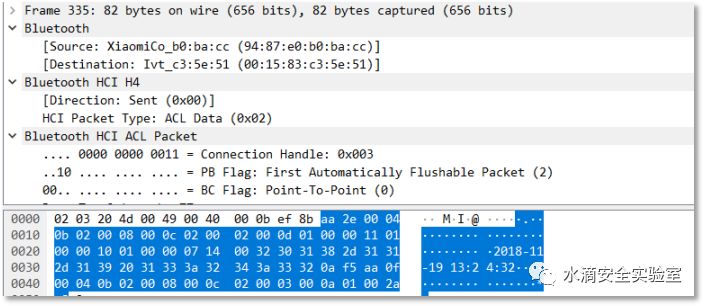 Frame 335: 82 bytes on wire (656 bits), 82 bytes captured (656 bits)
Bluetooth
[Source: XiaomiCo_b0:ba:cc (94:87:e0:b0:ba:cc)]
[Destination: Ivt_c3:5e:51 (00:15:83:c3:5e:51)]
Bluetooth HCI H4
[Direction: Sent (0x00)]
HCI Packet Type: ACL Data (0x02)
Bluetooth HCI ACL Packet
.... 0000 0000 0011 = Connection Handle: 0x003
..10 .... .... .... = PB Flag: First Automatically Flushable Packet (2)
00.. .... .... .... = BC Flag: Point-To-Point (0)
0000 02 03 20 4d 00 49 00 40 00 0b ef 8b aa 2e 00 04 ·· M·I·@ ········
0010 0b 02 00 08 00 0c 02 00 02 00 0d 01 00 00 11 01 ················
0020 00 00 10 01 00 00 07 14 00 32 30 31 38 2d 31 31 ·········2018-11
0030 2d 31 39 20 31 33 3a 32 34 3a 33 32 0a f5 aa 0f -19 13:2 4:32····
0040 00 04 0b 02 00 08 00 0c 02 00 03 00 0a 01 00 2a
水滴安全实验室